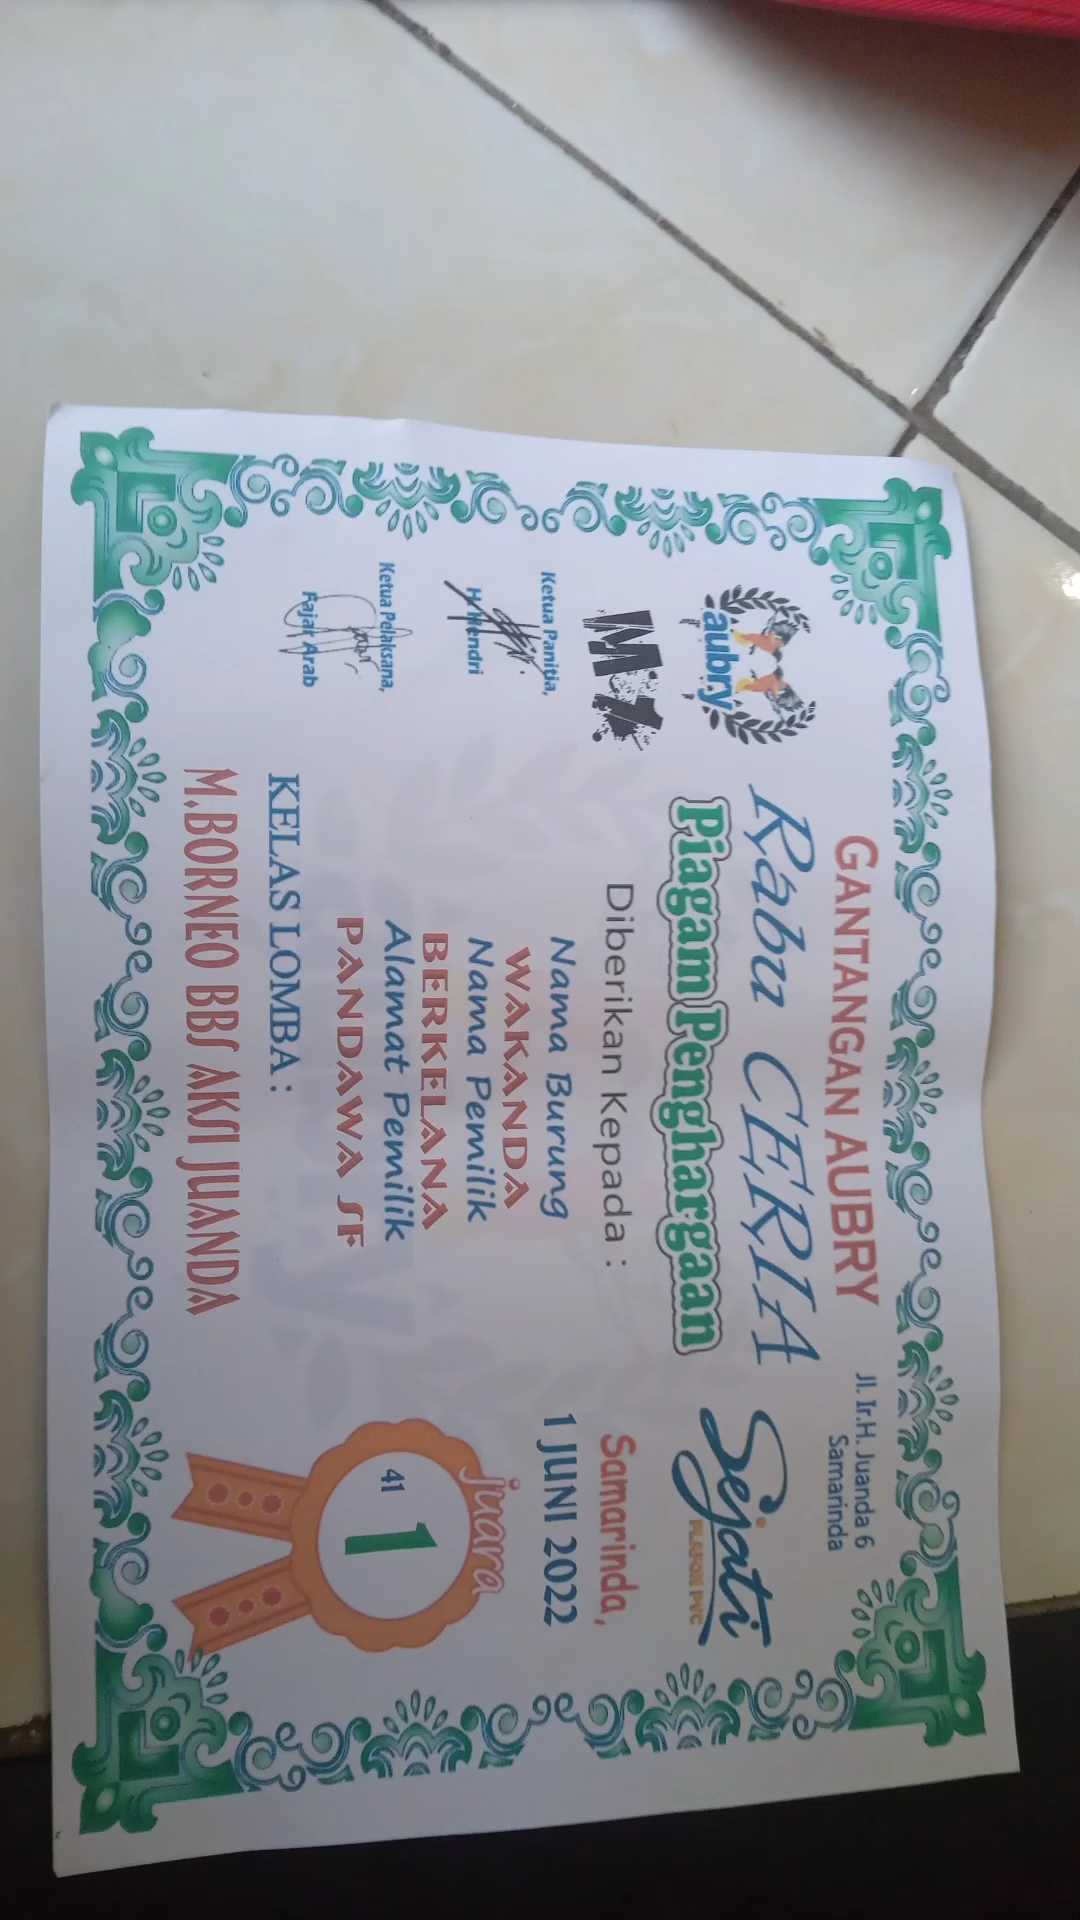 GANTANGAN AUBRY
Jl. Ir.H. Juanda 6
Samarinda
aubry
Rabu CERIA
Sejati
PLAFON PVC
Piagam Penghargaan
Diberikan Kepada :
Samarinda,
1 JUNI 2022
Ketua Panitia,
H. Hendri
Ketua Pelaksana,
Fajar Arab
Nama Burung
WAKANDA
Nama Pemilik
BERKELANA
Alamat Pemilik
PANDAWA SF
KELAS LOMBA :
M.BORNEO BBS AKSI JUANDA
juara
1
41